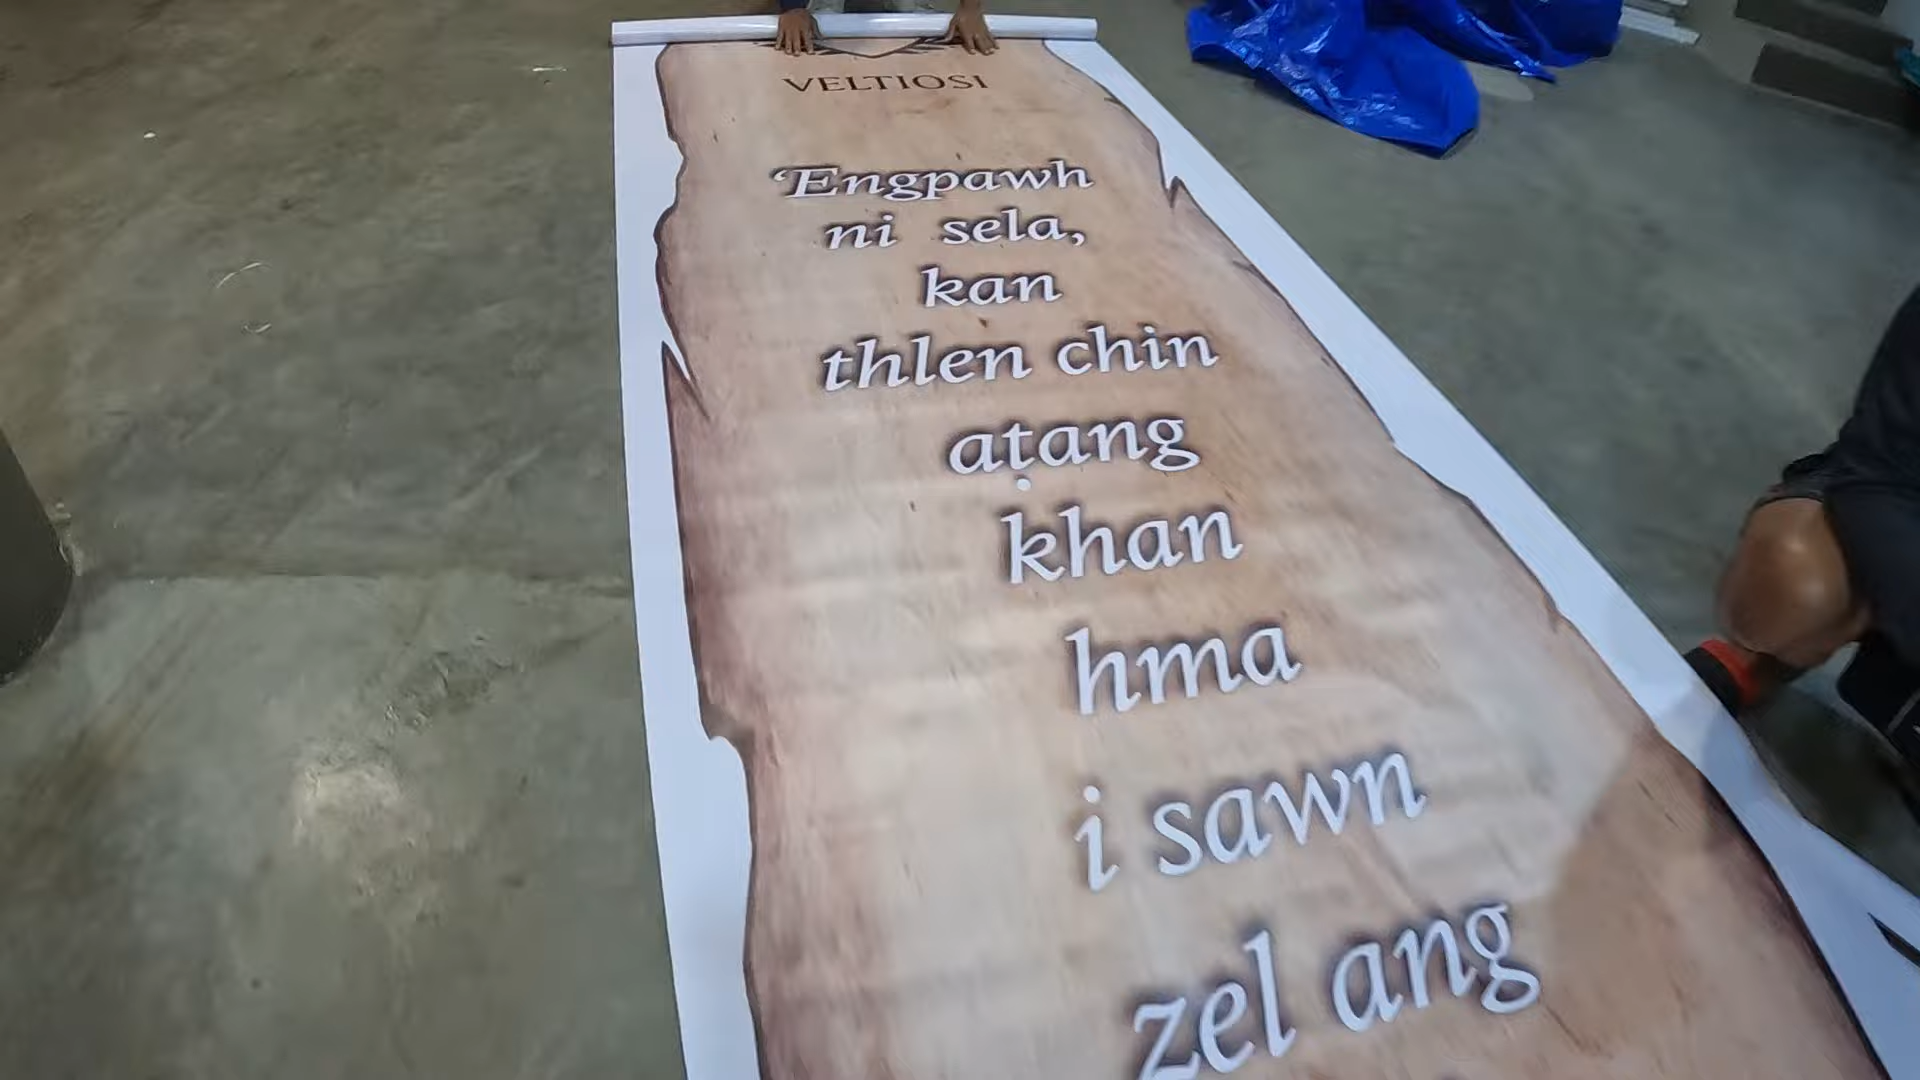 VELTIOSI
‘Engpawh
ni sela,
kan
thlen chin
aṭang
khan
hma
i sawn
zel ang